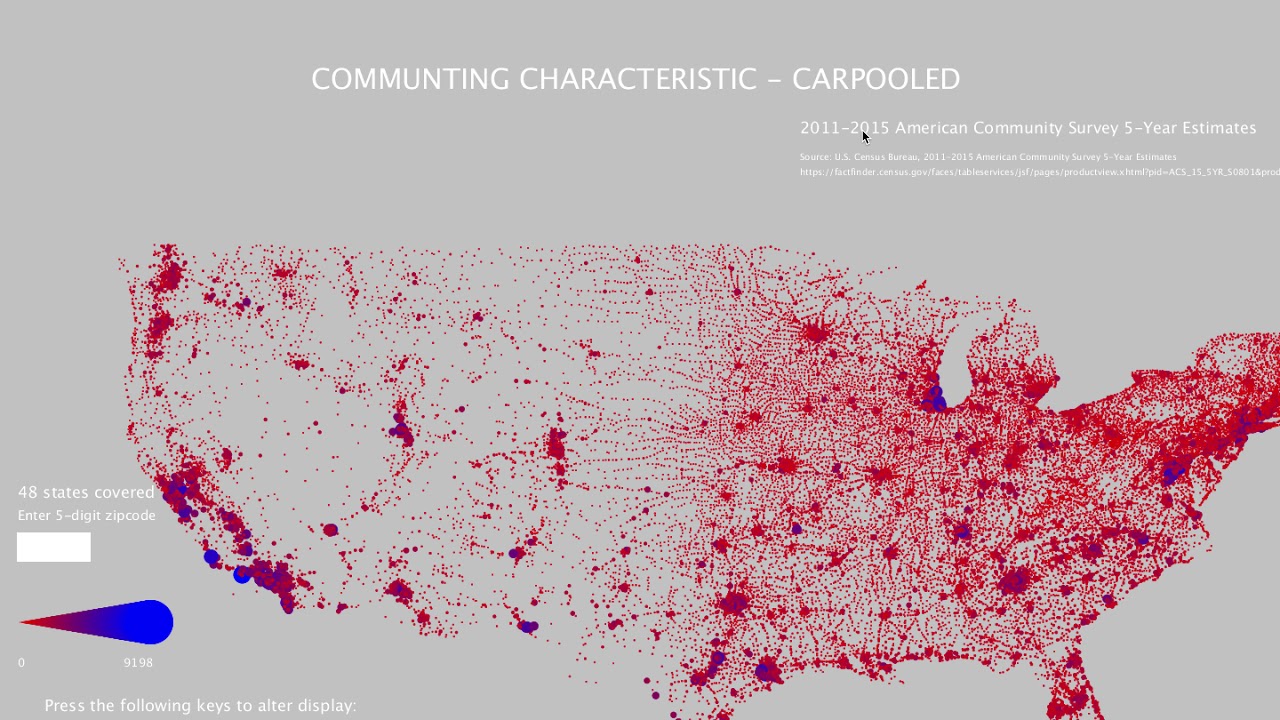 COMMUNTING CHARACTERISTIC - CARPOOLED
2011-2015 American Community Survey 5-Year Estimates
Source: U.S. Census Bureau, 2011-2015 American Community Survey 5-Year Estimates
https://factfinder.census.gov/faces/tableservices/jsf/pages/productview.xhtml?pid=ACS_15_5YR_S0801&prod
48 states covered
Enter 5-digit zipcode
0 9198
Press the following keys to alter display: